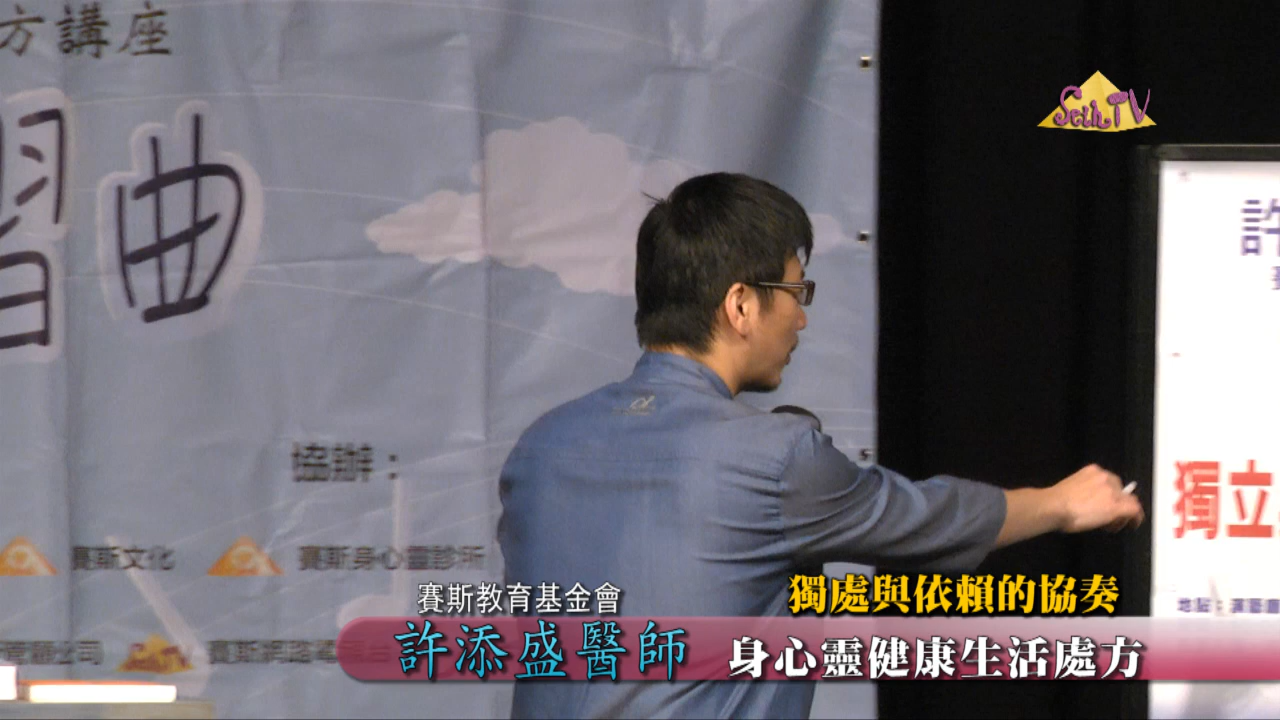 方講座
SethTV
習曲
許
協辦：
獨立
賽斯文化
賽斯身心靈診所
賽斯教育基金會
獨處與依賴的協奏
許添盛醫師
身心靈健康生活處方